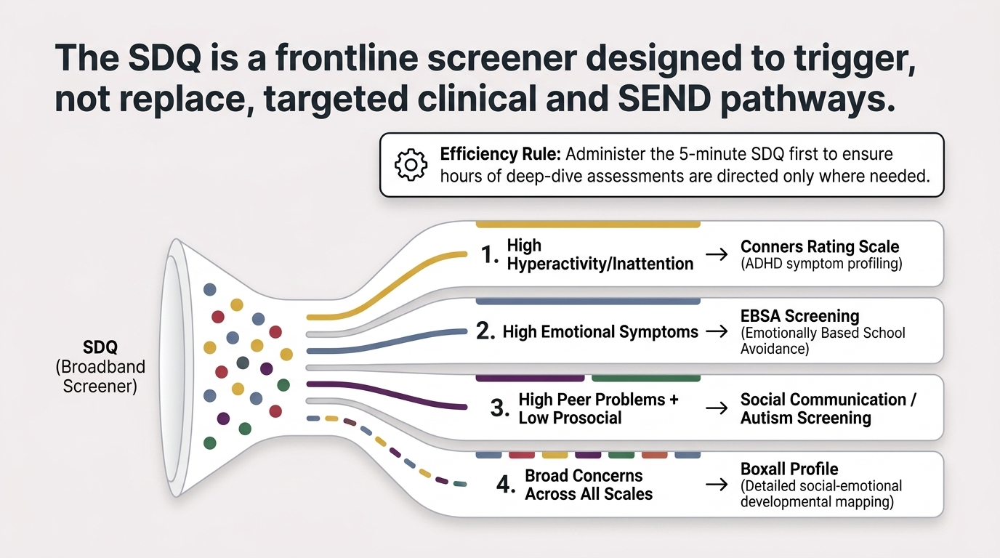 The SDQ is a frontline screener designed to trigger,
not replace, targeted clinical and SEND pathways.
Efficiency Rule: Administer the 5-minute SDQ first to ensure
hours of deep-dive assessments are directed only where needed.
SDQ
(Broadband
Screener)
1. High
Hyperactivity/Inattention
→ Conners Rating Scale
(ADHD symptom profiling)
2. High Emotional Symptoms
→ EBSA Screening
(Emotionally Based School
Avoidance)
3. High Peer Problems +
Low Prosocial
→ Social Communication /
Autism Screening
4. Broad Concerns
Across All Scales
→ Boxall Profile
(Detailed social-emotional
developmental mapping)